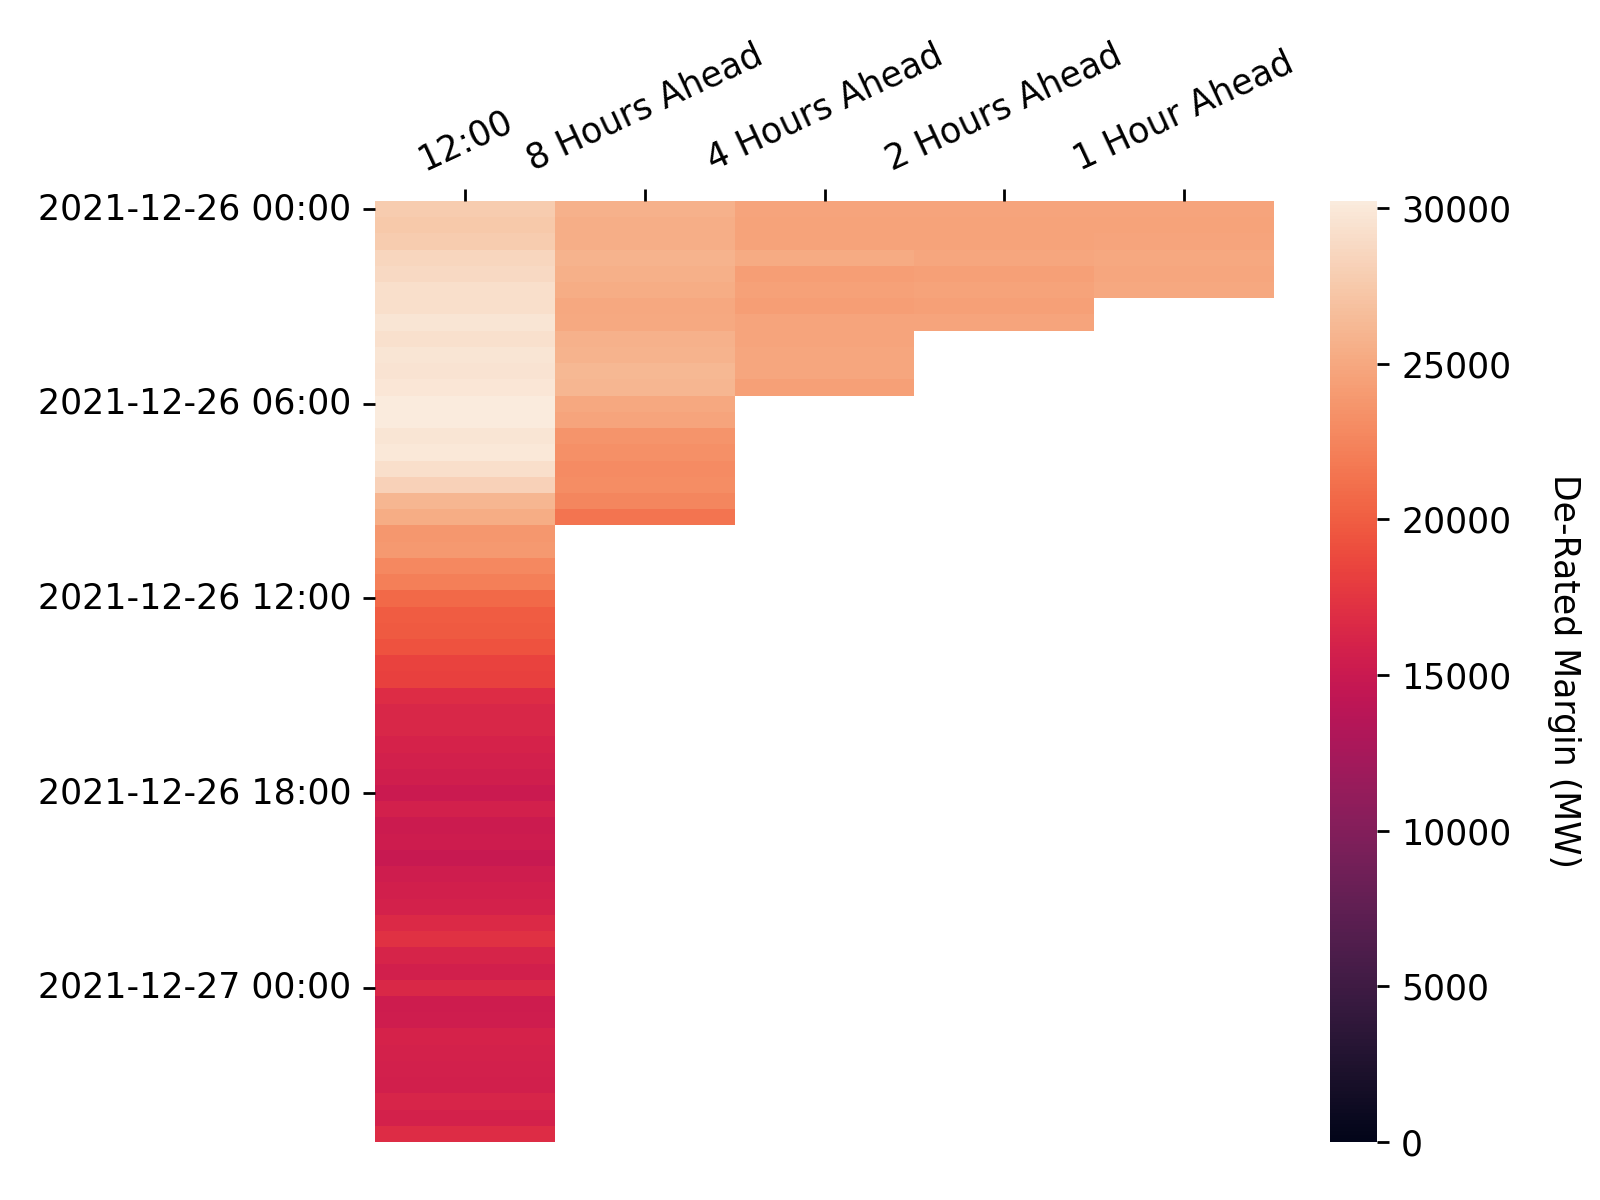 12:00
8 Hours Ahead
4 Hours Ahead
2 Hours Ahead
1 Hour Ahead
2021-12-26 00:00
2021-12-26 06:00
2021-12-26 12:00
2021-12-26 18:00
2021-12-27 00:00
30000
25000
20000
15000
10000
5000
0
De-Rated Margin (MW)